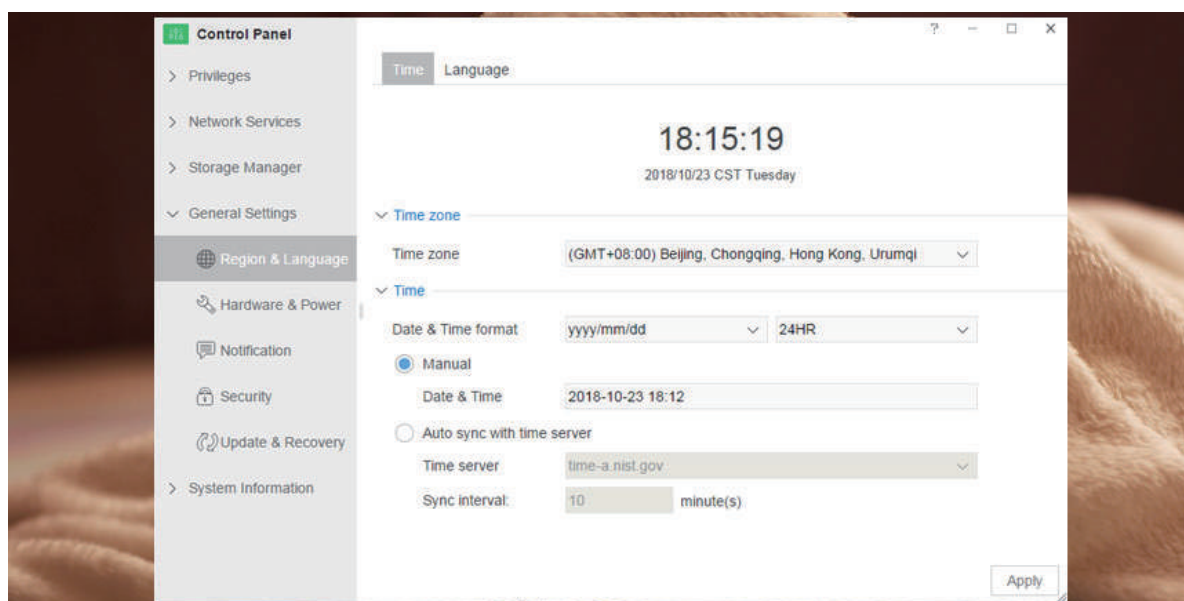 Control Panel
Privileges
Network Services
Storage Manager
General Settings
Region & Language
Hardware & Power
Notification
Security
Update & Recovery
System Information
Time Language
18:15:19
2018/10/23 CST Tuesday
Time zone
Time zone (GMT+08:00) Beijing, Chongqing, Hong Kong, Urumqi
Time
Date & Time format yyyy/mm/dd 24HR
Manual
Date & Time 2018-10-23 18:12
Auto sync with time server
Time server time-a.nist.gov
Sync interval: 10 minute(s)
Apply